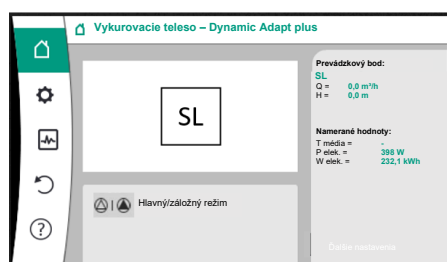 Vykurovacie teleso – Dynamic Adapt plus
SL
Hlavný/záložný režim
Prevádzkový bod:
SL
Q = 0,0 m³/h
H = 0,0 m
Namerané hodnoty:
T média = -
P elek. = 398 W
W elek. = 232,1 kWh
Ďalšie nastavenia